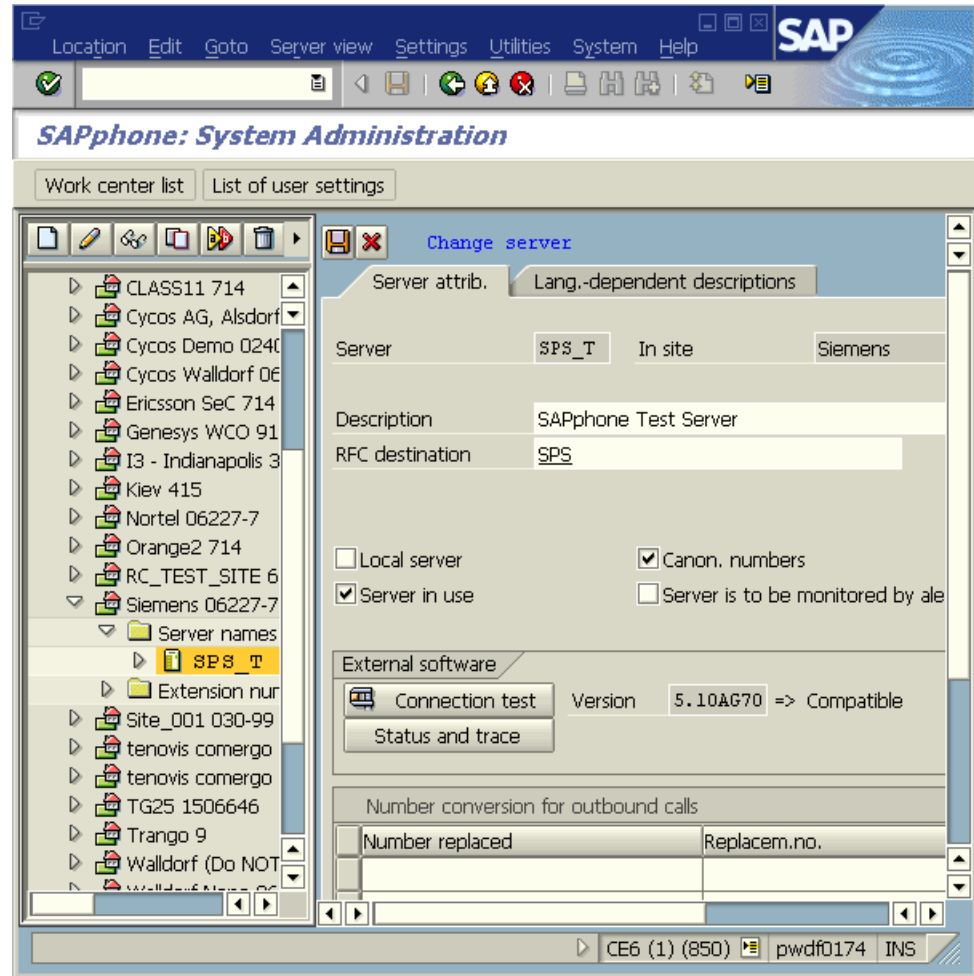 Location Edit Goto Server view Settings Utilities System Help
SAP
SAPphone: System Administration
Work center list List of user settings
Change server
Server attrib. Lang.-dependent descriptions
CLASS11 714
Cycos AG, Alsdorf
Cycos Demo 0240
Cycos Walldorf 06
Ericsson SeC 714
Genesys WCO 91
I3 - Indianapolis 3
Kiev 415
Nortel 06227-7
Orange2 714
RC_TEST_SITE 6
Siemens 06227-7
Server names
SPS_T
Extension nur
Site_001 030-99
tenovis comergo
tenovis comergo
TG25 1506646
Trango 9
Walldorf (Do NOT
Server SPS_T In site Siemens
Description SAPphone Test Server
RFC destination SPS
Local server Canon. numbers
Server in use Server is to be monitored by ale
External software
Connection test Version 5.10AG70 => Compatible
Status and trace
Number conversion for outbound calls
Number replaced Replacem.no.
CE6 (1) (850) pwdf0174 INS